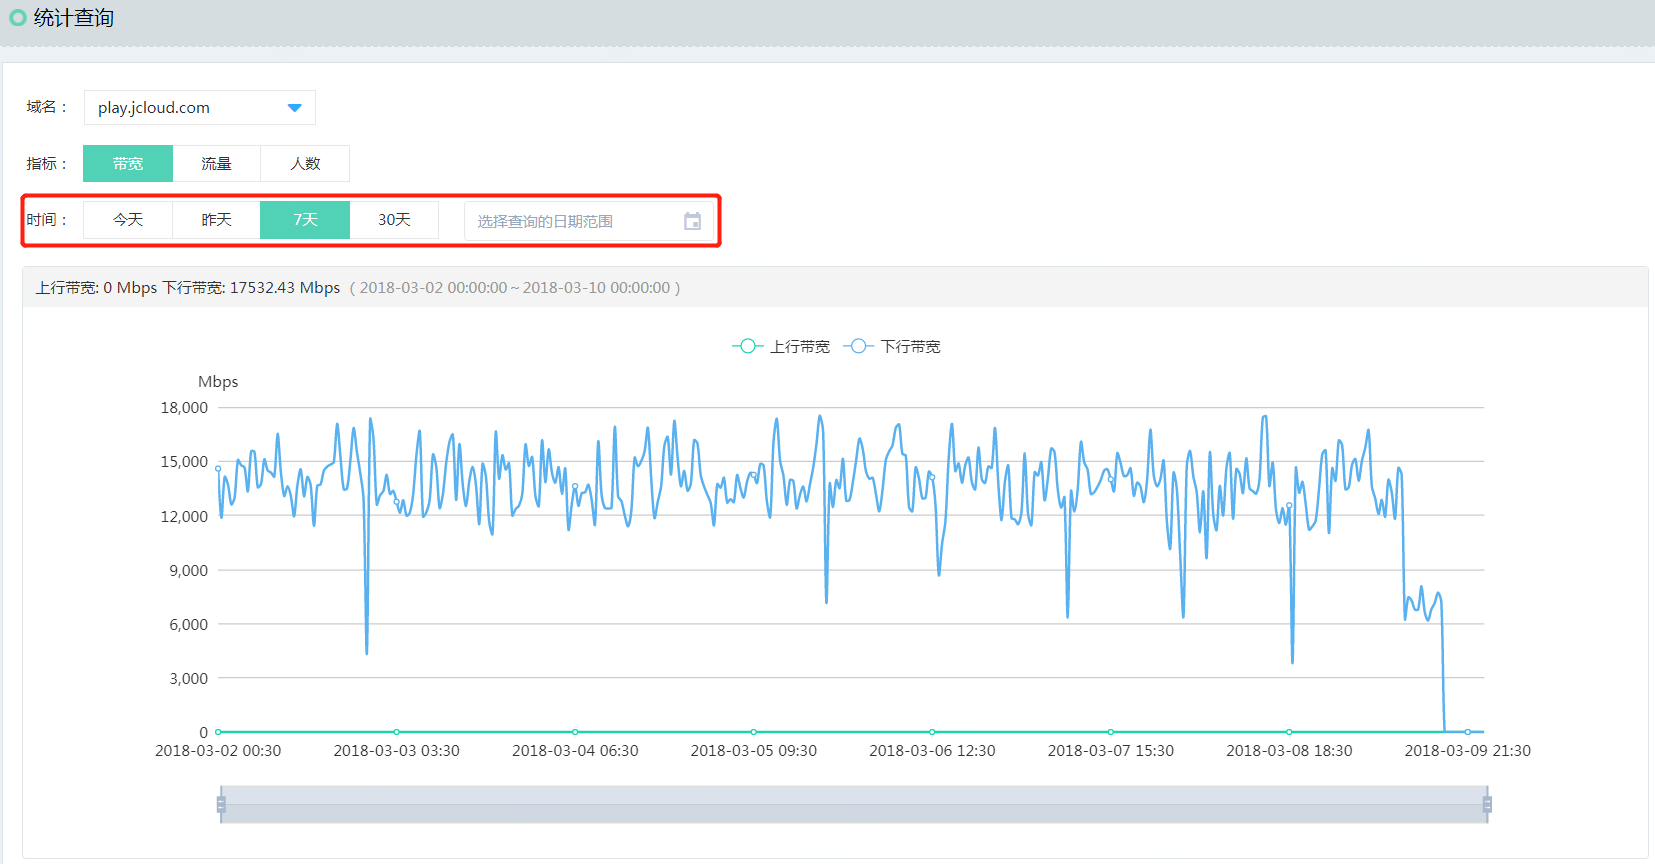 统计查询
域名： play.jcloud.com
指标： 带宽 流量 人数
时间： 今天 昨天 7天 30天 选择查询的日期范围
上行带宽: 0 Mbps 下行带宽: 17532.43 Mbps ( 2018-03-02 00:00:00 ~ 2018-03-10 00:00:00 )
上行带宽 下行带宽
Mbps
18,000
15,000
12,000
9,000
6,000
3,000
0
2018-03-02 00:30 2018-03-03 03:30 2018-03-04 06:30 2018-03-05 09:30 2018-03-06 12:30 2018-03-07 15:30 2018-03-08 18:30 2018-03-09 21:30